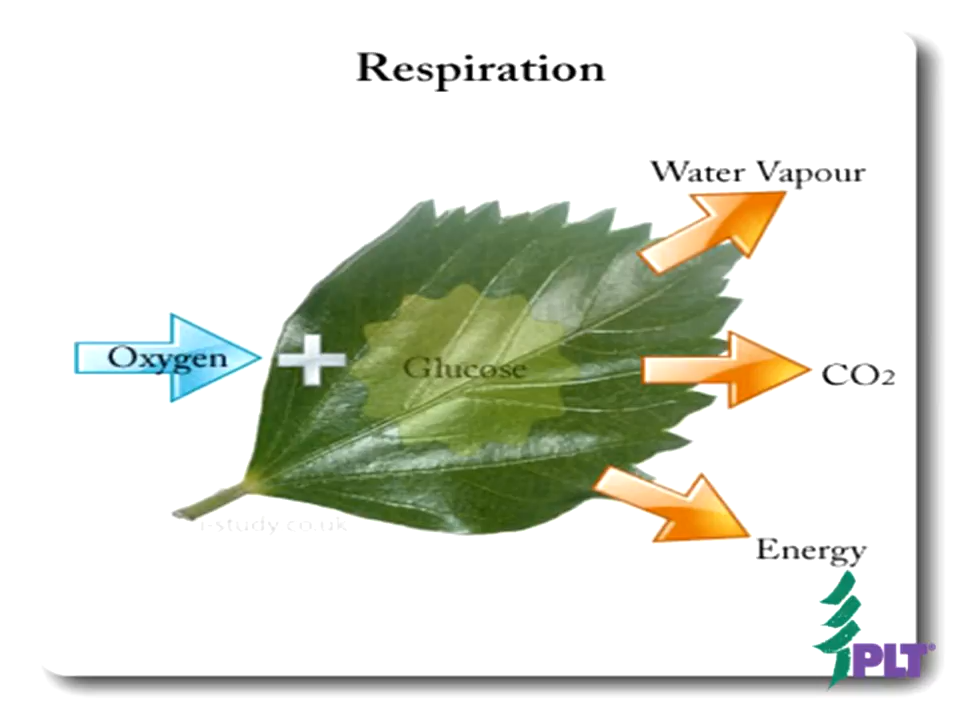 Respiration
Water Vapour
Oxygen
Glucose
CO2
i-study.co.uk
Energy
PLT®